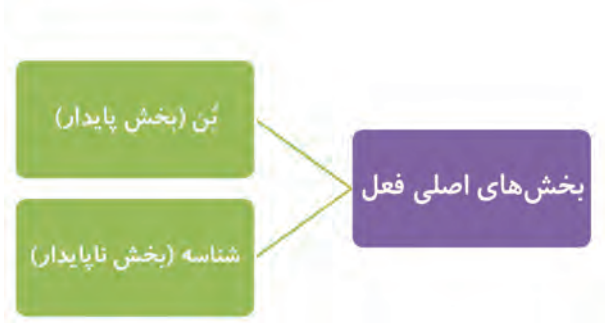 بخش‌های اصلی فعل
بُن (بخش پایدار)
شناسه (بخش ناپایدار)